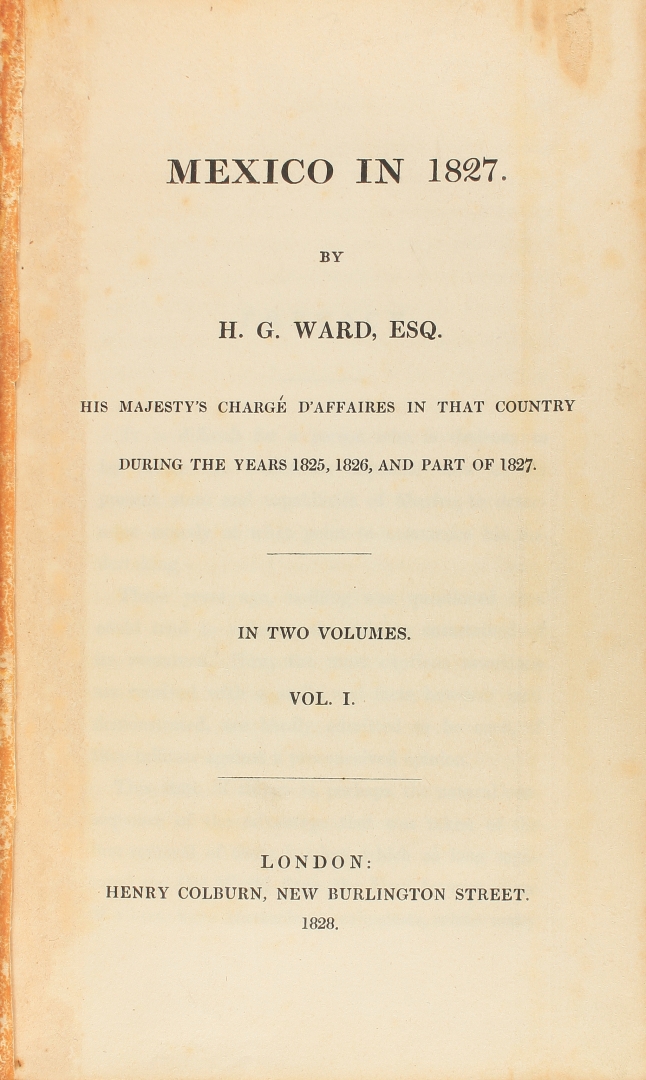 MEXICO IN 1827.
BY
H. G. WARD, ESQ.
HIS MAJESTY'S CHARGÉ D'AFFAIRES IN THAT COUNTRY
DURING THE YEARS 1825, 1826, AND PART OF 1827.
IN TWO VOLUMES.
VOL. I.
LONDON:
HENRY COLBURN, NEW BURLINGTON STREET.
1828.